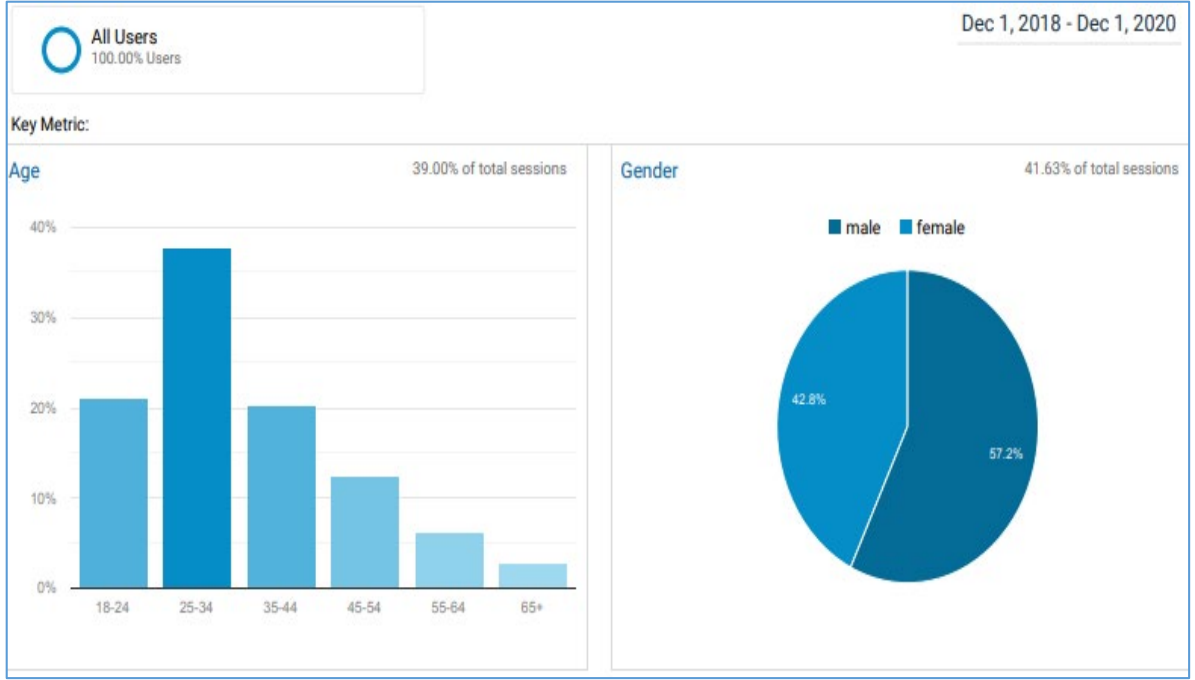 All Users
100.00% Users
Dec 1, 2018 - Dec 1, 2020
Key Metric:
Age
39.00% of total sessions
40%
30%
20%
10%
0%
18-24 25-34 35-44 45-54 55-64 65+
Gender
41.63% of total sessions
male female
42.8%
57.2%